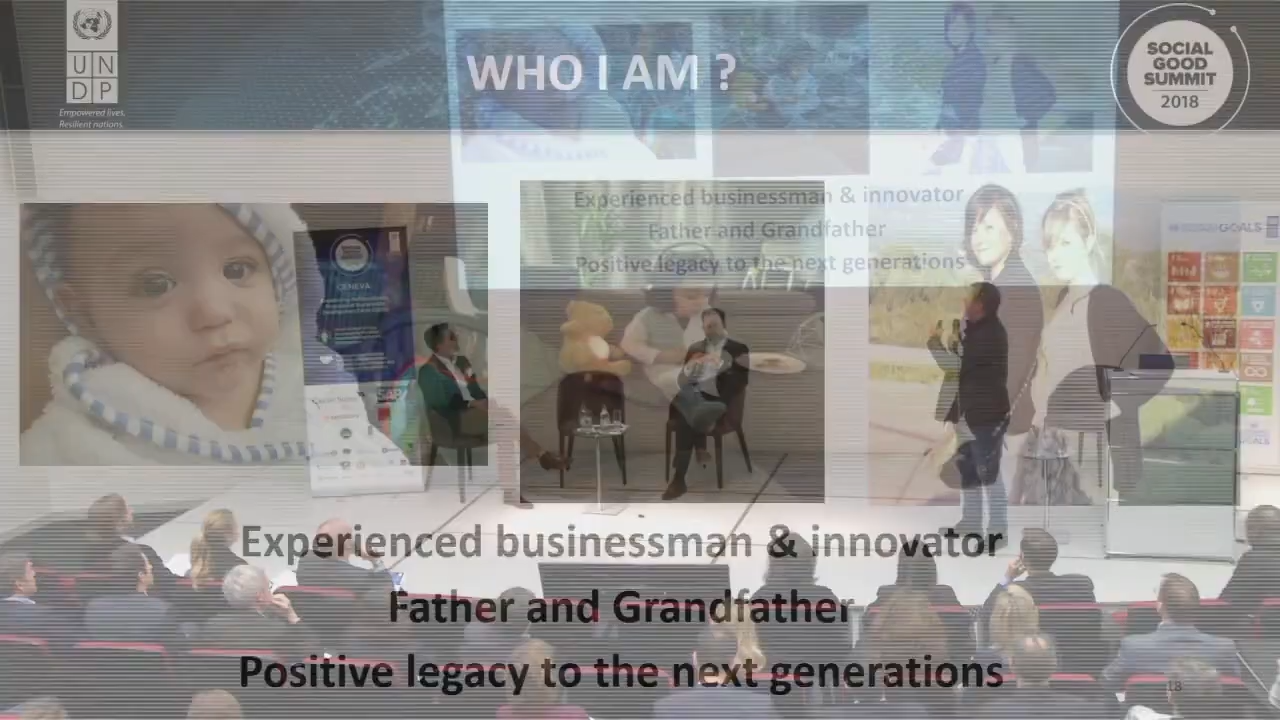 UN
DP
Empowered lives.
Resilient nations.
WHO I AM ?
SOCIAL
GOOD
SUMMIT
2018
Experienced businessman & innovator
Father and Grandfather
Positive legacy to the next generations
GOALS
GENEVA
SAP
Experienced businessman & innovator
Father and Grandfather
Positive legacy to the next generations
18